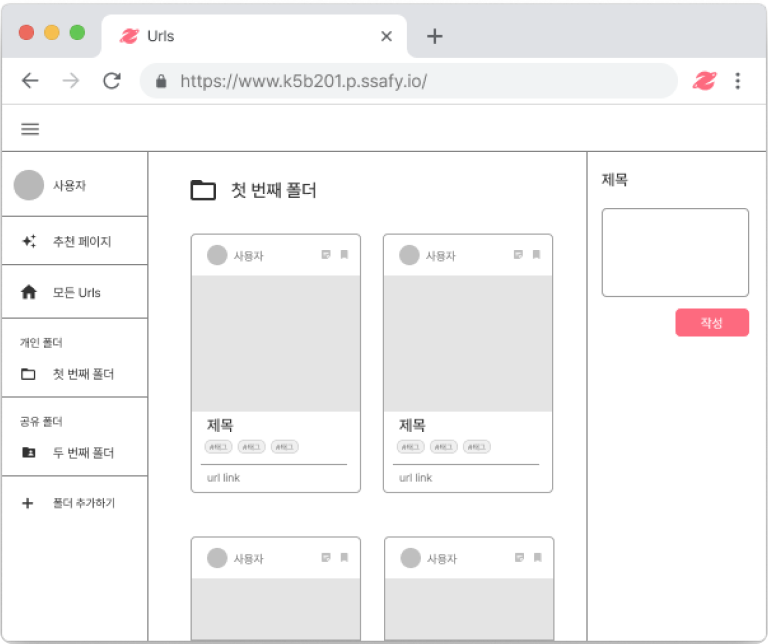 Urls
https://www.k5b201.p.ssafy.io/
사용자
추천 페이지
모든 Urls
개인 폴더
첫 번째 폴더
공유 폴더
두 번째 폴더
폴더 추가하기
첫 번째 폴더
사용자
제목
#태그 #태그 #태그
url link
사용자
제목
#태그 #태그 #태그
url link
사용자
사용자
제목
작성